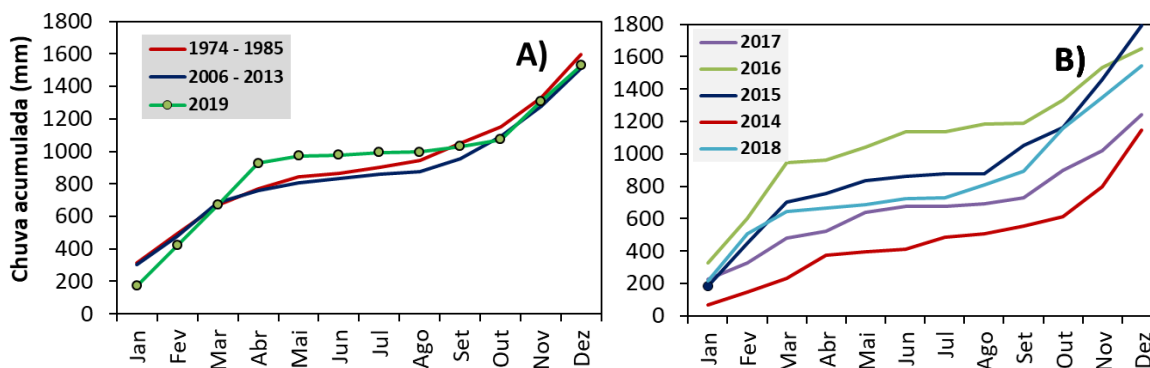 Chuva acumulada (mm)
1800
1600
1400
1200
1000
800
600
400
200
0
1974 - 1985
2006 - 2013
2019
A)
Jan
Fev
Mar
Abr
Mai
Jun
Jul
Ago
Set
Out
Nov
Dez
1800
1600
1400
1200
1000
800
600
400
200
0
2017
2016
2015
2014
2018
B)
Jan
Fev
Mar
Abr
Mai
Jun
Jul
Ago
Set
Out
Nov
Dez